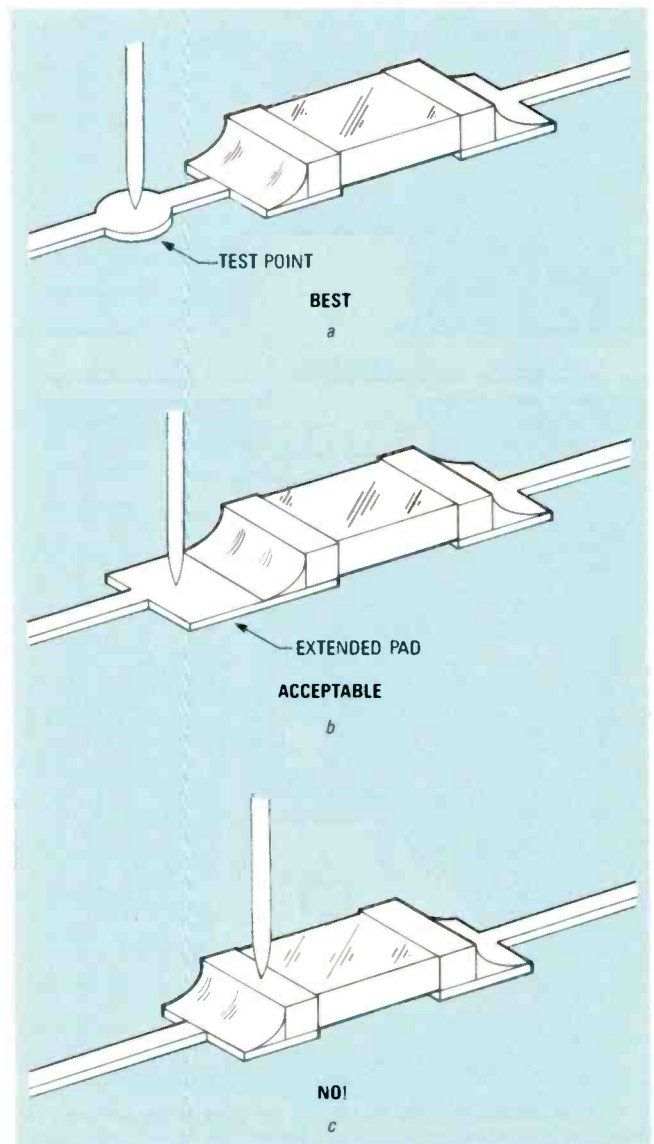 TEST POINT
BEST
a
EXTENDED PAD
ACCEPTABLE
b
NO!
c